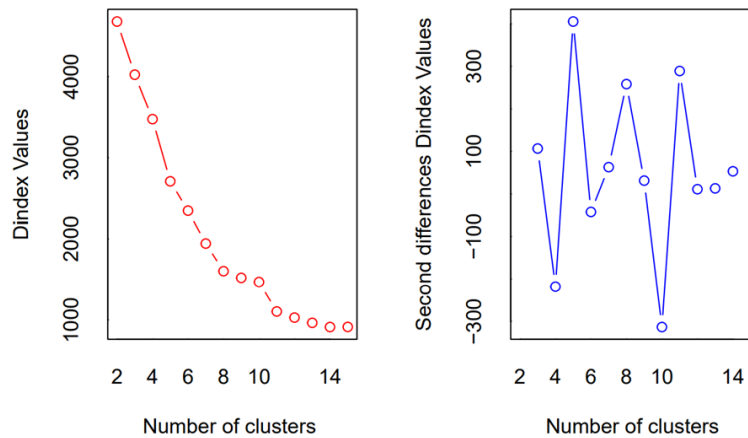 Dindex Values
4000
3000
2000
1000
2 4 6 8 10 14
Number of clusters
Second differences Dindex Values
300
100
-100
-300
2 4 6 8 10 14
Number of clusters